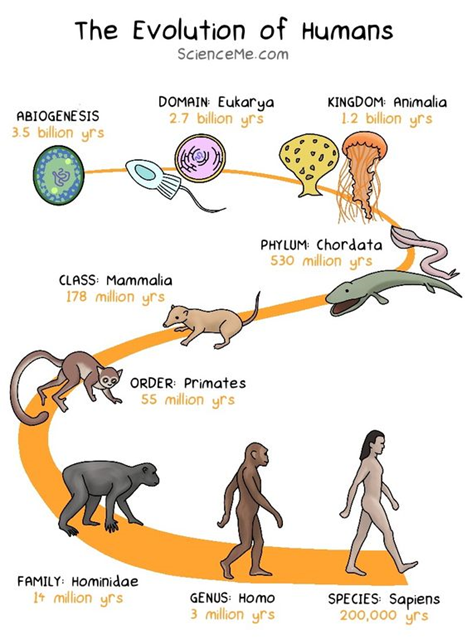 The Evolution of Humans
ScienceMe.com
ABIOGENESIS
3.5 billion yrs
DOMAIN: Eukarya
2.7 billion yrs
KINGDOM: Animalia
1.2 billion yrs
PHYLUM: Chordata
530 million yrs
CLASS: Mammalia
178 million yrs
ORDER: Primates
55 million yrs
FAMILY: Hominidae
14 million yrs
GENUS: Homo
3 million yrs
SPECIES: Sapiens
200,000 yrs